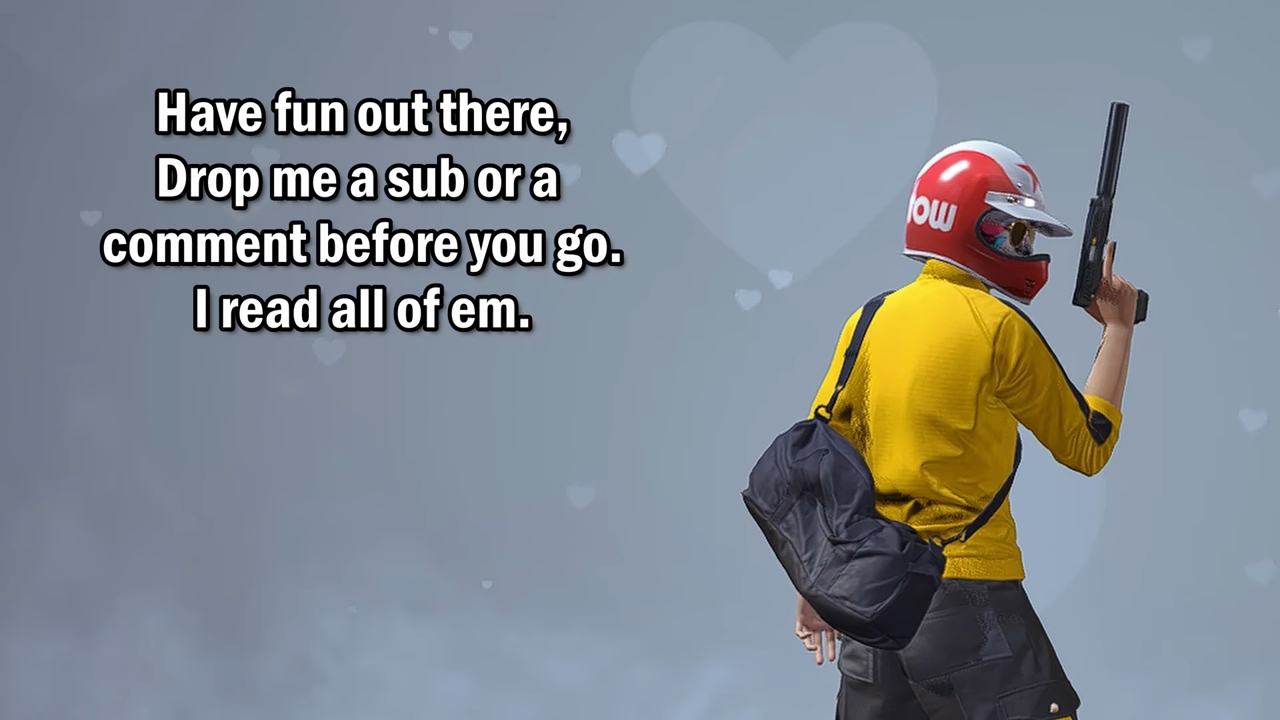 Have fun out there,
Drop me a sub or a
comment before you go.
I read all of em.